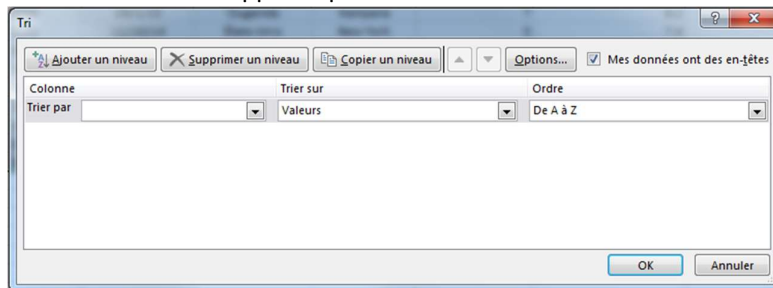 Tri
Ajouter un niveau Supprimer un niveau Copier un niveau Options... Mes données ont des en-têtes
Colonne Trier sur Ordre
Trier par Valeurs De A à Z
OK Annuler